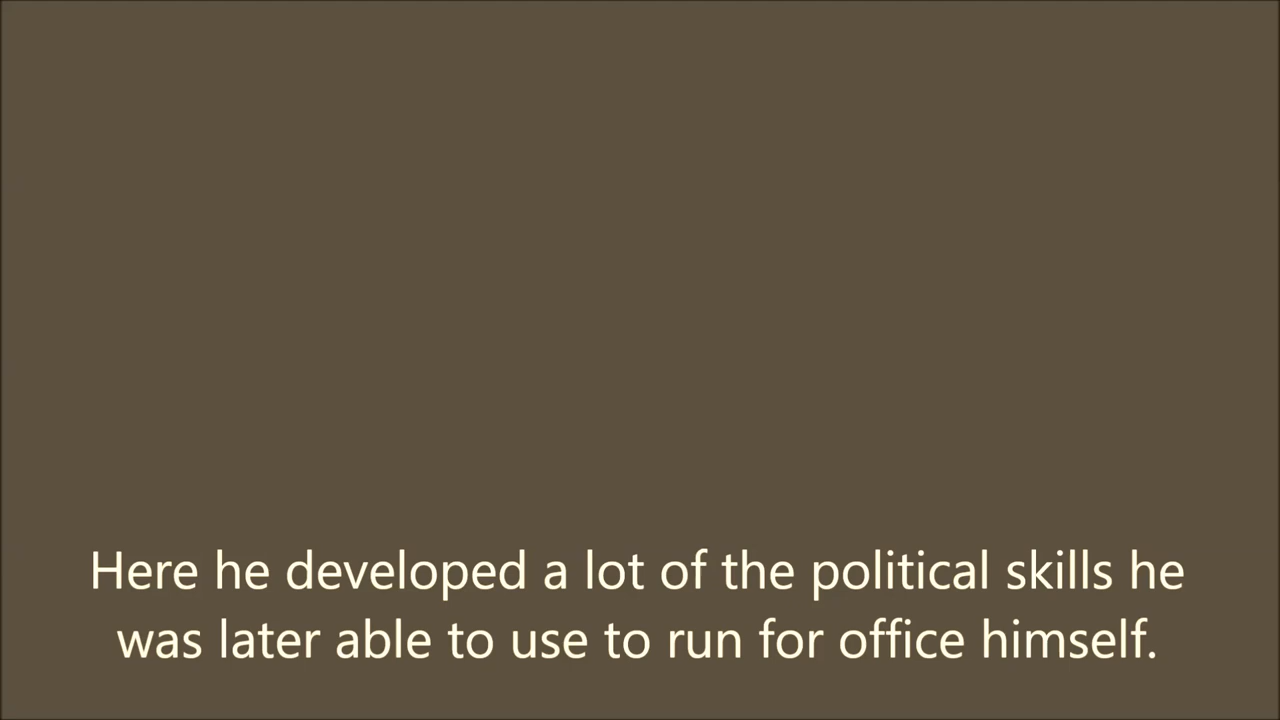 Here he developed a lot of the political skills he
was later able to use to run for office himself.